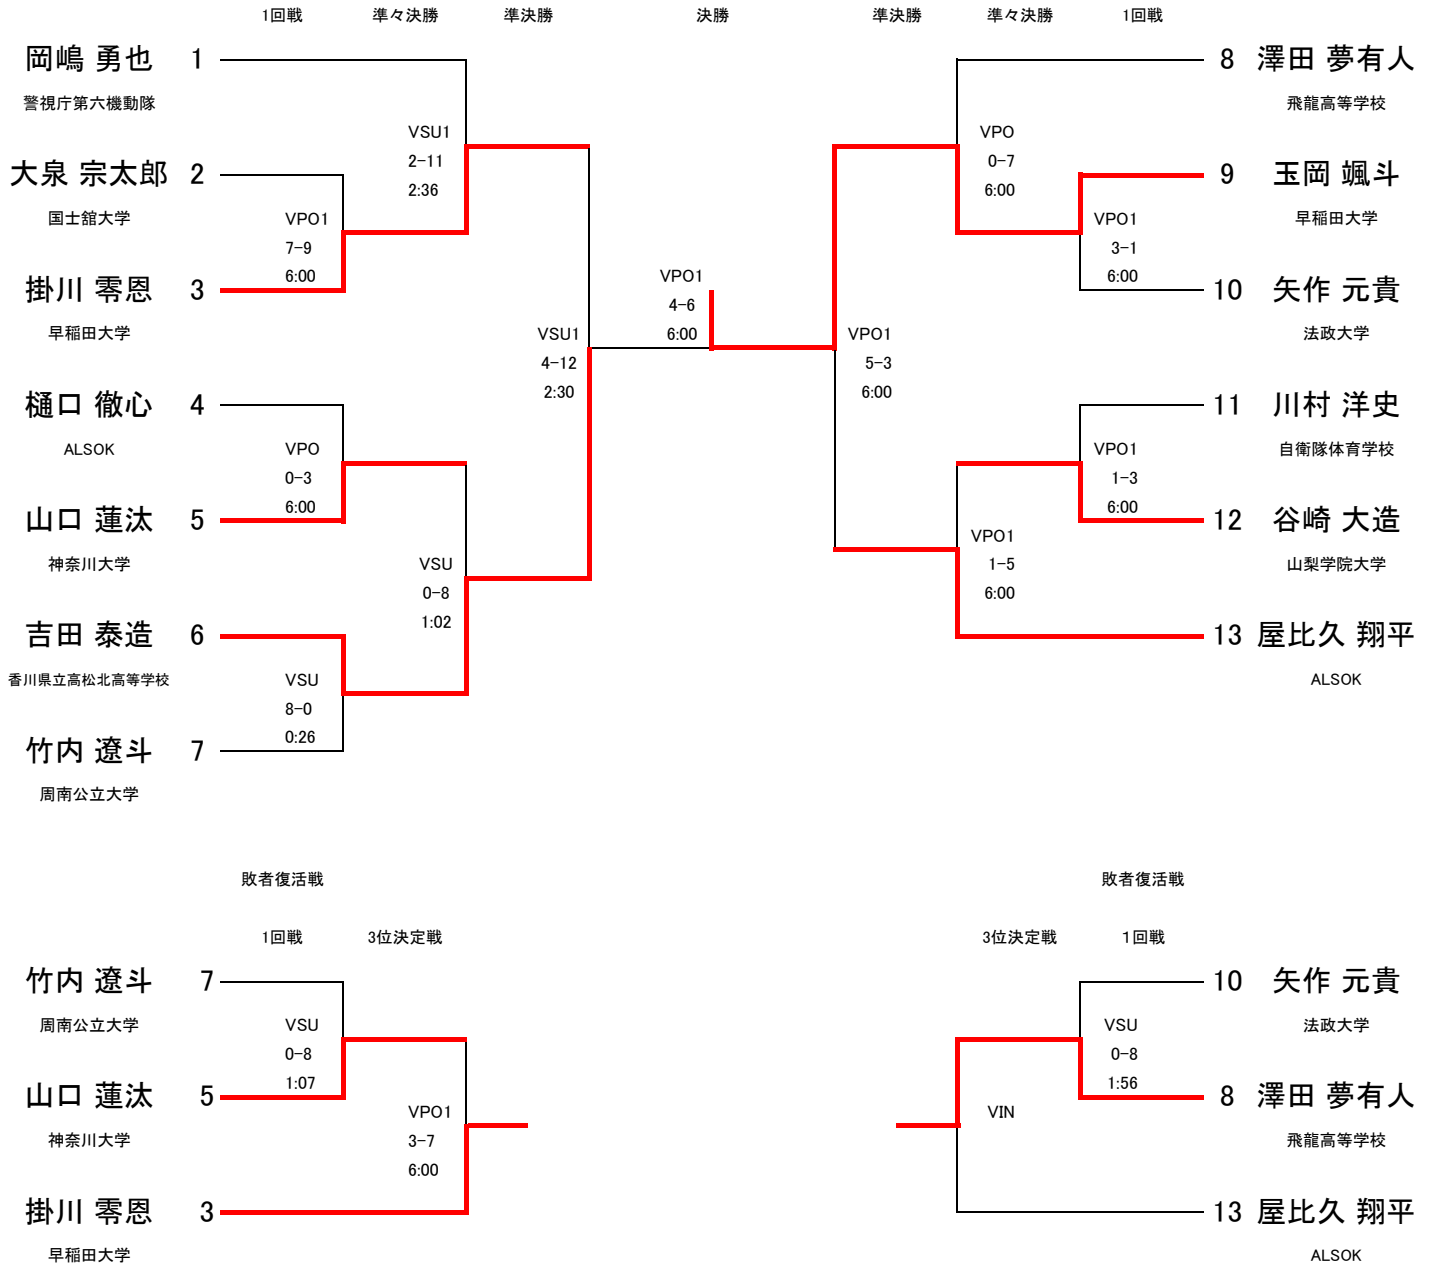 1回戦 準々決勝 準決勝 決勝 準決勝 準々決勝 1回戦
岡嶋 勇也 1
警視庁第六機動隊
大泉 宗太郎 2
国士舘大学
掛川 零恩 3
早稲田大学
樋口 徹心 4
ALSOK
山口 蓮汰 5
神奈川大学
吉田 泰造 6
香川県立高松北高等学校
竹内 遼斗 7
周南公立大学
VPO1
7-9
6:00
VPO
0-3
6:00
VSU
8-0
0:26
VSU1
2-11
2:36
VSU
0-8
1:02
VSU1
4-12
2:30
VPO1
4-6
6:00
VPO1
5-3
6:00
VPO
0-7
6:00
VPO1
1-5
6:00
VPO1
3-1
6:00
VPO1
1-3
6:00
8 澤田 夢有人
飛龍高等学校
9 玉岡 颯斗
早稲田大学
10 矢作 元貴
法政大学
11 川村 洋史
自衛隊体育学校
12 谷崎 大造
山梨学院大学
13 屋比久 翔平
ALSOK
敗者復活戦
1回戦 3位決定戦
竹内 遼斗 7
周南公立大学
山口 蓮汰 5
神奈川大学
掛川 零恩 3
早稲田大学
VSU
0-8
1:07
VPO1
3-7
6:00
敗者復活戦
3位決定戦 1回戦
VIN
VSU
0-8
1:56
10 矢作 元貴
法政大学
8 澤田 夢有人
飛龍高等学校
13 屋比久 翔平
ALSOK